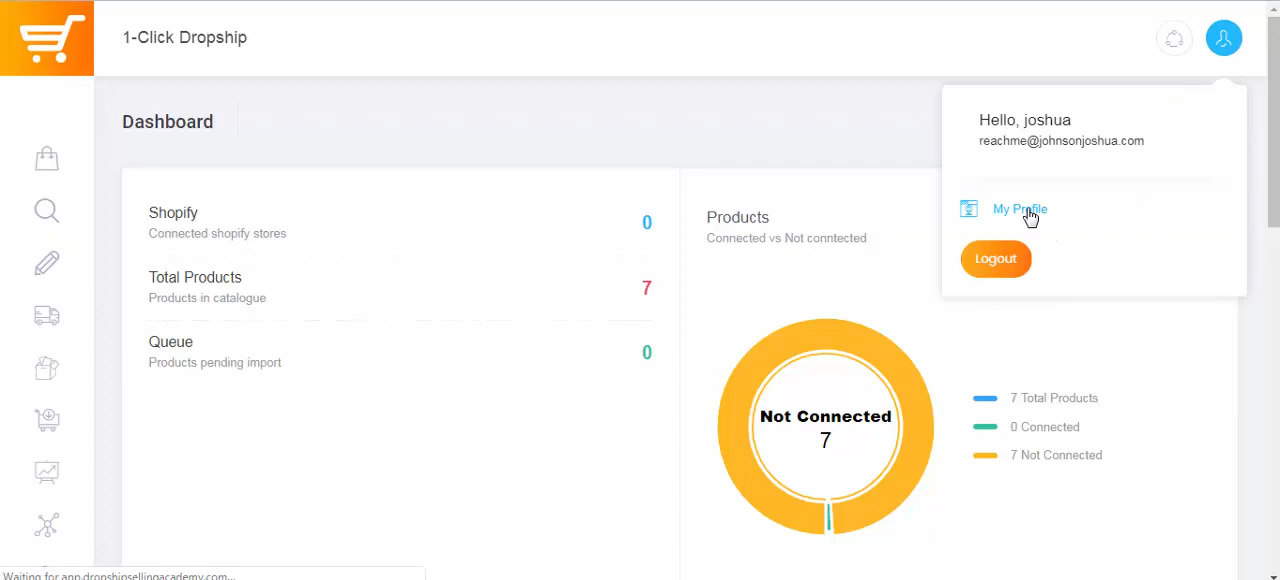 1-Click Dropship
Hello, joshua
reachme@johnsonjoshua.com
My Profile
Logout
Dashboard
Shopify
Connected shopify stores
0
Total Products
Products in catalogue
7
Queue
Products pending import
0
Products
Connected vs Not conntected
Not Connected
7
7 Total Products
0 Connected
7 Not Connected
Waiting for app.dropshipsellingacademy.com...